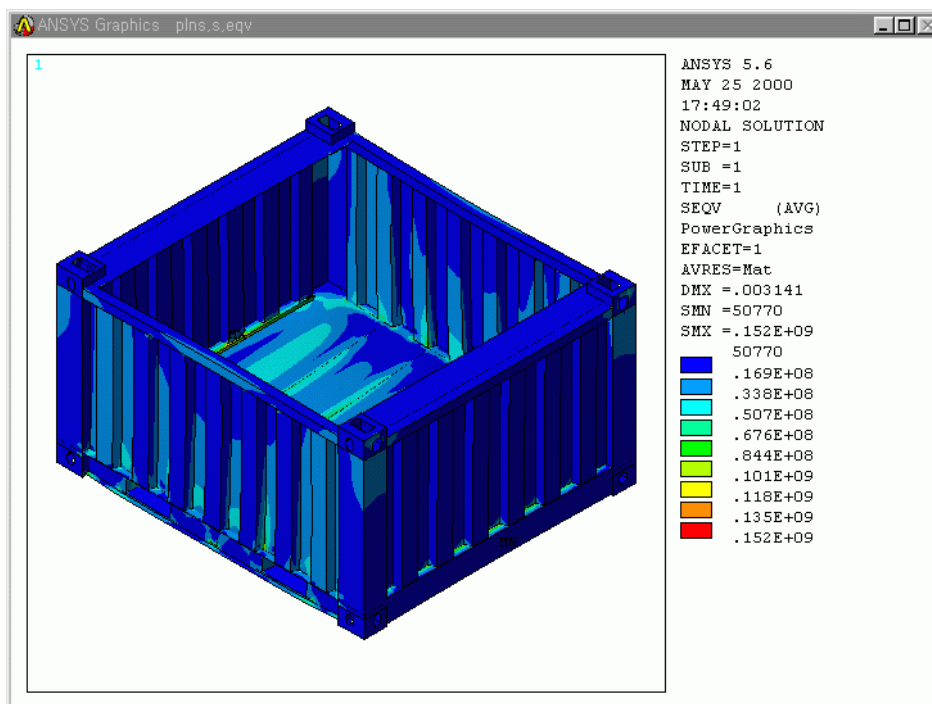 ANSYS Graphics plns,s,eqv
1
ANSYS 5.6
MAY 25 2000
17:49:02
NODAL SOLUTION
STEP=1
SUB =1
TIME=1
SEQV (AVG)
PowerGraphics
EFACET=1
AVRES=Mat
DMX =.003141
SMN =50770
SMX =.152E+09
50770
.169E+08
.338E+08
.507E+08
.676E+08
.844E+08
.101E+09
.118E+09
.135E+09
.152E+09
MN